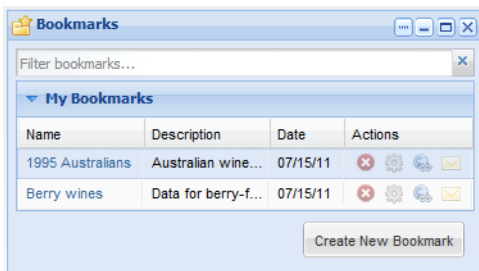 Bookmarks
Filter bookmarks...
My Bookmarks
Name Description Date Actions
1995 Australians Australian wine... 07/15/11
Berry wines Data for berry-f... 07/15/11
Create New Bookmark